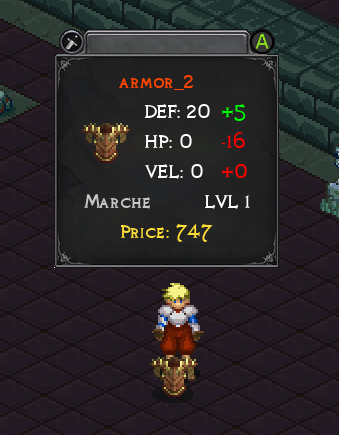 A
ARMOR_2
DEF: 20 +5
HP: 0 -16
VEL: 0 +0
MARCHE LVL 1
PRICE: 747